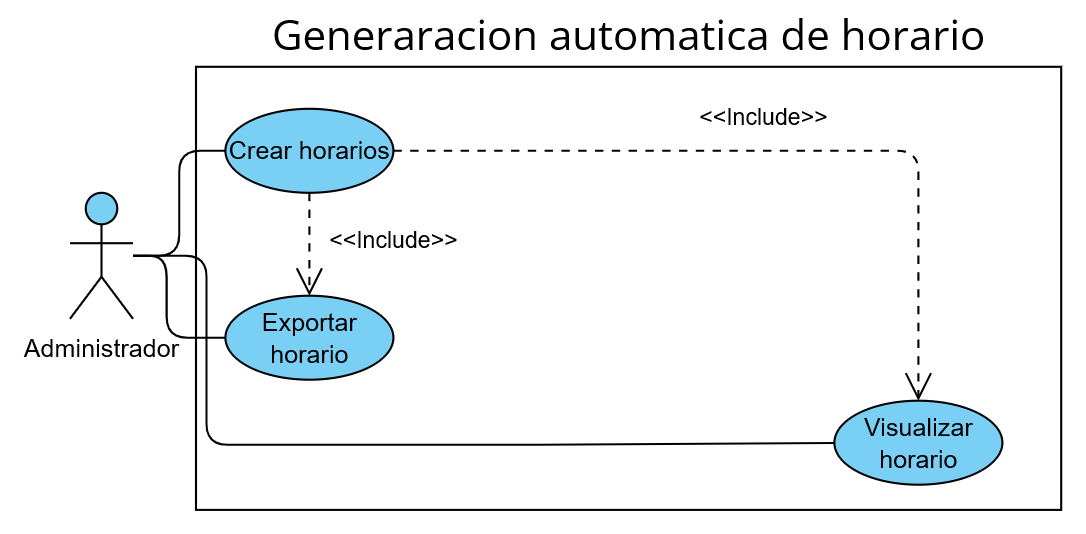 Generaracion automatica de horario
<<Include>>
Crear horarios
<<Include>>
Exportar
horario
Administrador
Visualizar
horario